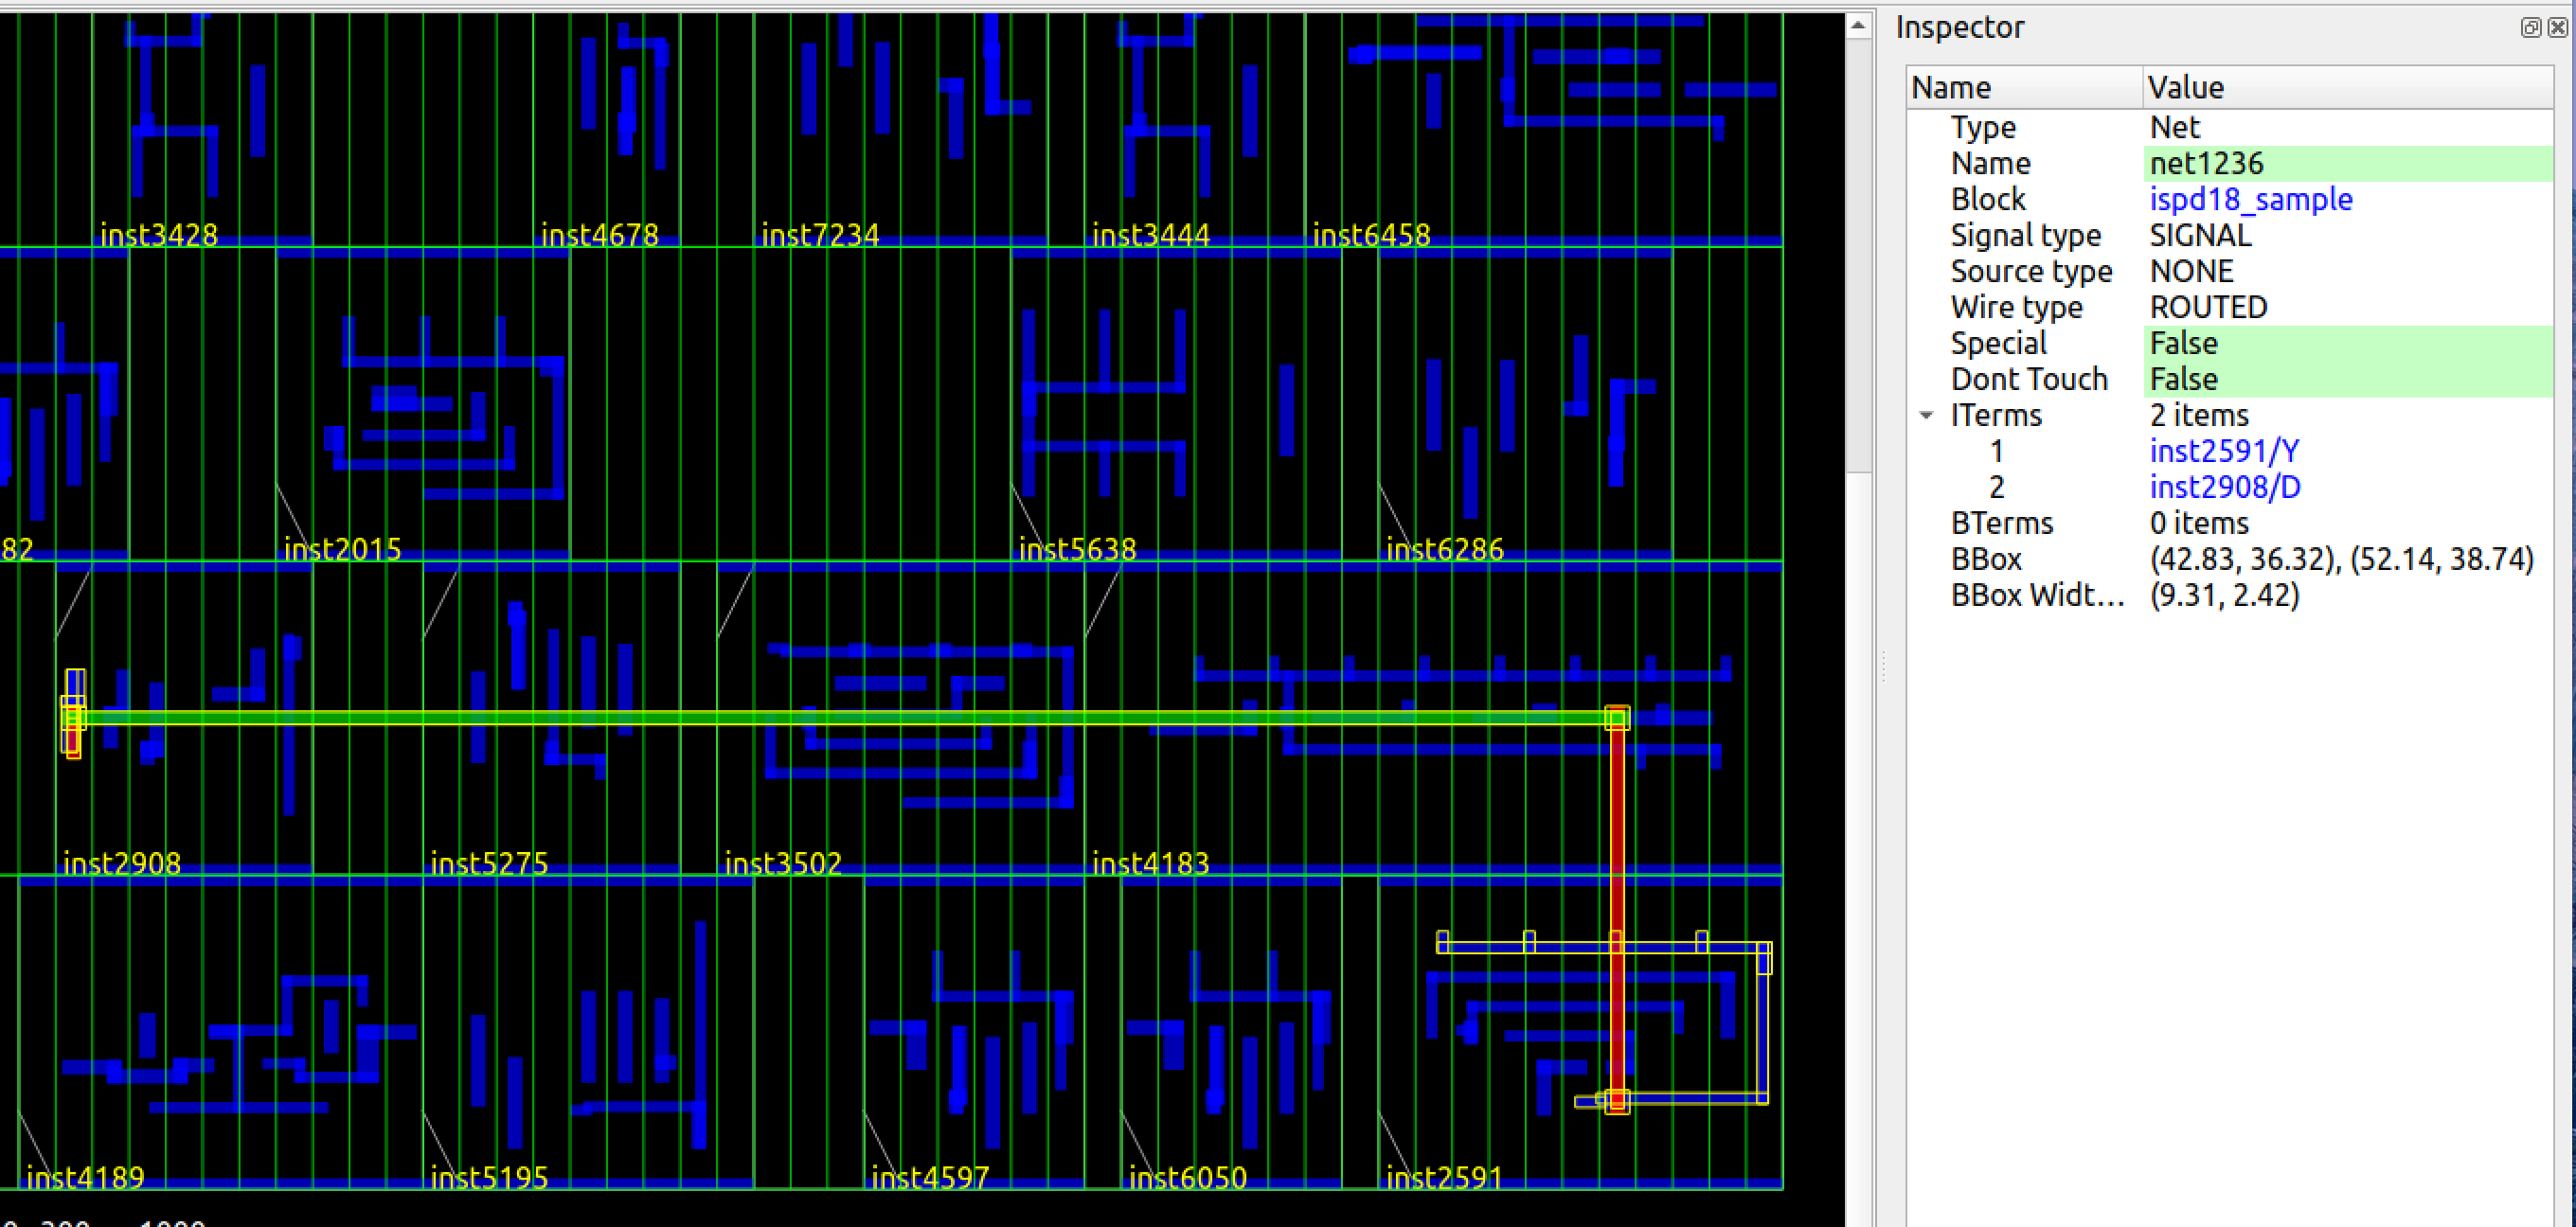 Inspector
Name Value
Type Net
Name net1236
Block ispd18_sample
Signal type SIGNAL
Source type NONE
Wire type ROUTED
Special False
Dont Touch False
ITerms 2 items
1 inst2591/Y
2 inst2908/D
BTerms 0 items
BBox (42.83, 36.32), (52.14, 38.74)
BBox Widt... (9.31, 2.42)
inst3428 inst4678 inst7234 inst3444 inst6458
82 inst2015 inst5638 inst6286
inst2908 inst5275 inst3502 inst4183
inst4189 inst5195 inst4597 inst6050 inst2591